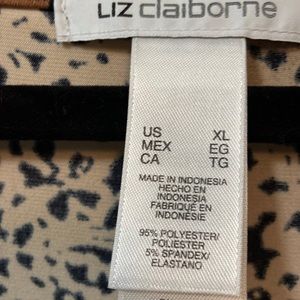 LIZ claiborne
US XL
MEX EG
CA TG
MADE IN INDONESIA
HECHO EN
INDONESIA
FABRIQUÉ EN
INDONÉSIE
95% POLYESTER/
POLIESTER
5% SPANDEX/
ELASTANO